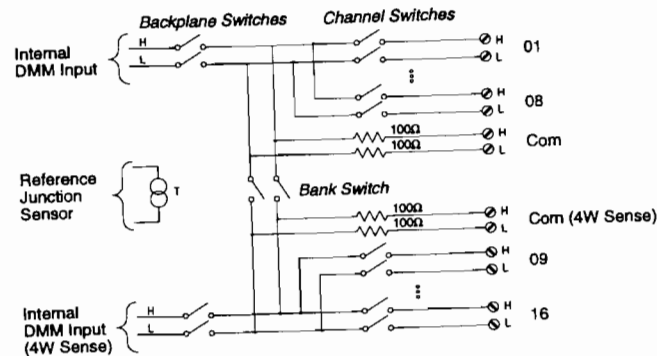 Backplane Switches
Channel Switches
Internal
DMM Input
H
L
H
L
01
H
L
08
100Ω
100Ω
H
L
Com
Reference
Junction
Sensor
T
Bank Switch
100Ω
100Ω
H
L
Com (4W Sense)
H
L
09
Internal
DMM Input
(4W Sense)
H
L
H
L
16